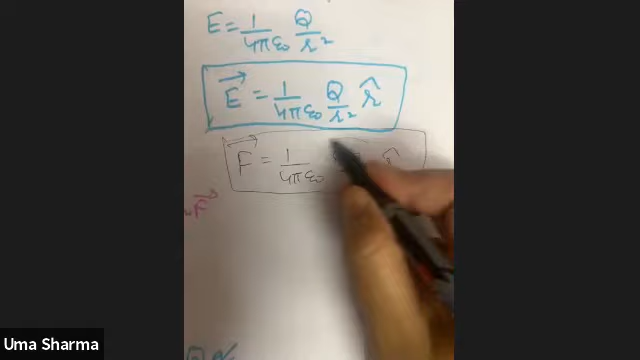 E = 1/4πε0 Q/r²
E⃗ = 1/4πε0 Q/r² r̂
F⃗ = 1/4πε0 r̂
Uma Sharma